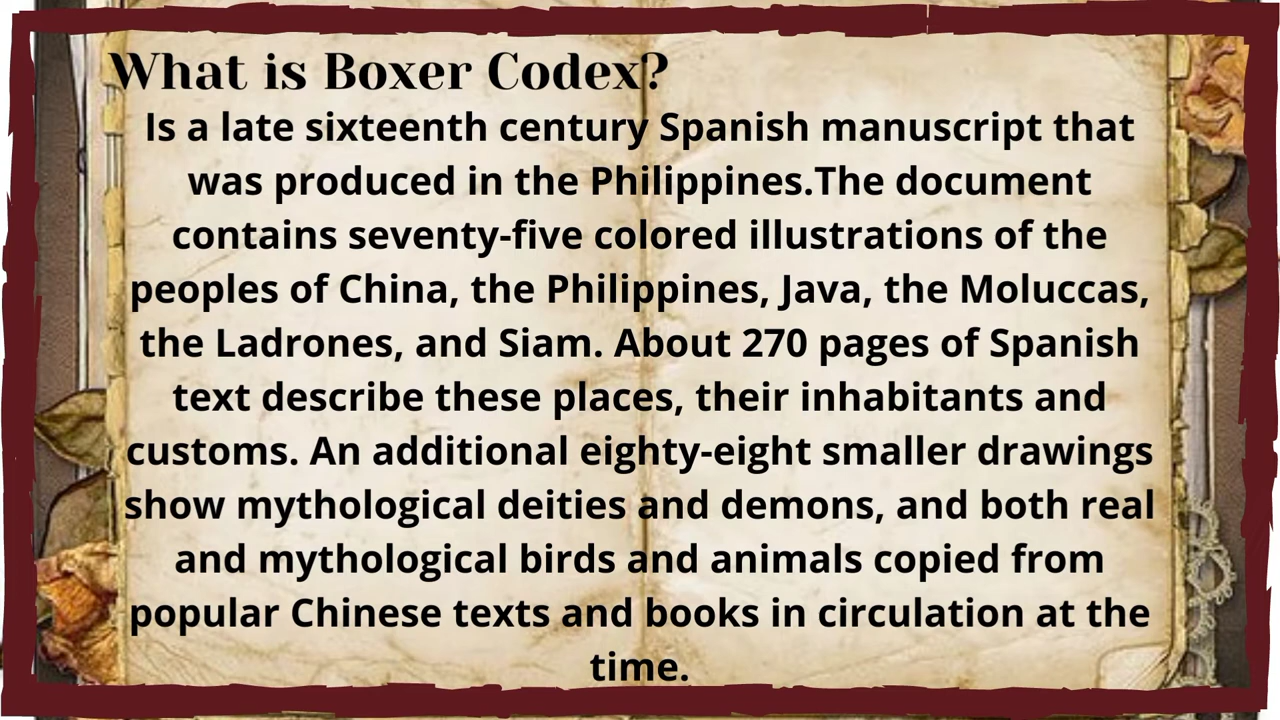 What is Boxer Codex?
Is a late sixteenth century Spanish manuscript that
was produced in the Philippines.The document
contains seventy-five colored illustrations of the
peoples of China, the Philippines, Java, the Moluccas,
the Ladrones, and Siam. About 270 pages of Spanish
text describe these places, their inhabitants and
customs. An additional eighty-eight smaller drawings
show mythological deities and demons, and both real
and mythological birds and animals copied from
popular Chinese texts and books in circulation at the
time.